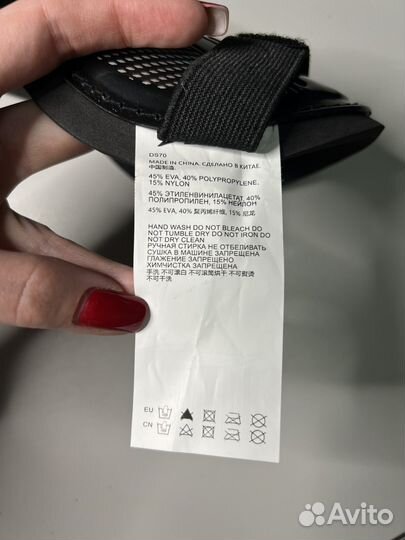 DS70
MADE IN CHINA. СДЕЛАНО В КИТАЕ.
中国制造
45% EVA, 40% POLYPROPYLENE,
15% NYLON
45% ЭТИЛЕНВИНИЛАЦЕТАТ, 40%
ПОЛИПРОПИЛЕН, 15% НЕЙЛОН
45% EVA, 40% 聚丙烯纤维, 15% 尼龙
HAND WASH DO NOT BLEACH DO
NOT TUMBLE DRY DO NOT IRON DO
NOT DRY CLEAN
РУЧНАЯ СТИРКА НЕ ОТБЕЛИВАТЬ
СУШКА В МАШИНЕ ЗАПРЕЩЕНА
ГЛАЖЕНИЕ ЗАПРЕЩЕНО
ХИМЧИСТКА ЗАПРЕЩЕНА
手洗 不可漂白 不可滚筒烘干 不可熨烫
不可干洗
EU
CN
Avito